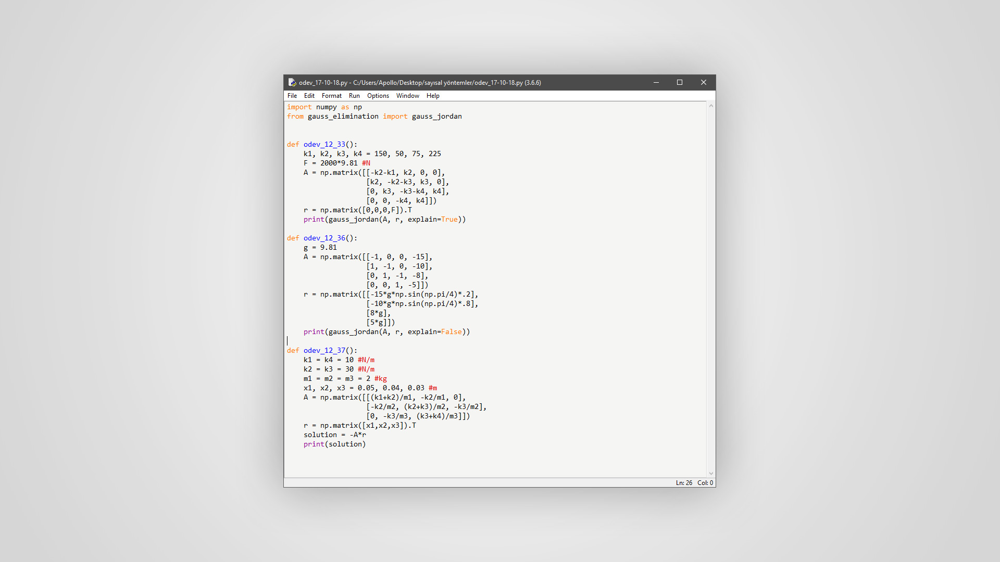 odev_17-10-18.py - C:/Users/Apollo/Desktop/sayısal yöntemler/odev_17-10-18.py (3.6.6)
File Edit Format Run Options Window Help
import numpy as np
from gauss_elimination import gauss_jordan
def odev_12_33():
    k1, k2, k3, k4 = 150, 50, 75, 225
    F = 2000*9.81 #N
    A = np.matrix([[-k2-k1, k2, 0, 0],
                   [k2, -k2-k3, k3, 0],
                   [0, k3, -k3-k4, k4],
                   [0, 0, -k4, k4]])
    r = np.matrix([0,0,0,F]).T
    print(gauss_jordan(A, r, explain=True))
def odev_12_36():
    g = 9.81
    A = np.matrix([[-1, 0, 0, -15],
                   [1, -1, 0, -10],
                   [0, 1, -1, -8],
                   [0, 0, 1, -5]])
    r = np.matrix([[-15*g*np.sin(np.pi/4)*.2],
                   [-10*g*np.sin(np.pi/4)*.8],
                   [8*g],
                   [5*g]])
    print(gauss_jordan(A, r, explain=False))
def odev_12_37():
    k1 = k4 = 10 #N/m
    k2 = k3 = 30 #N/m
    m1 = m2 = m3 = 2 #kg
    x1, x2, x3 = 0.05, 0.04, 0.03 #m
    A = np.matrix([[(k1+k2)/m1, -k2/m1, 0],
                   [-k2/m2, (k2+k3)/m2, -k3/m2],
                   [0, -k3/m3, (k3+k4)/m3]])
    r = np.matrix([x1,x2,x3]).T
    solution = -A*r
    print(solution)
Ln: 26 Col: 0